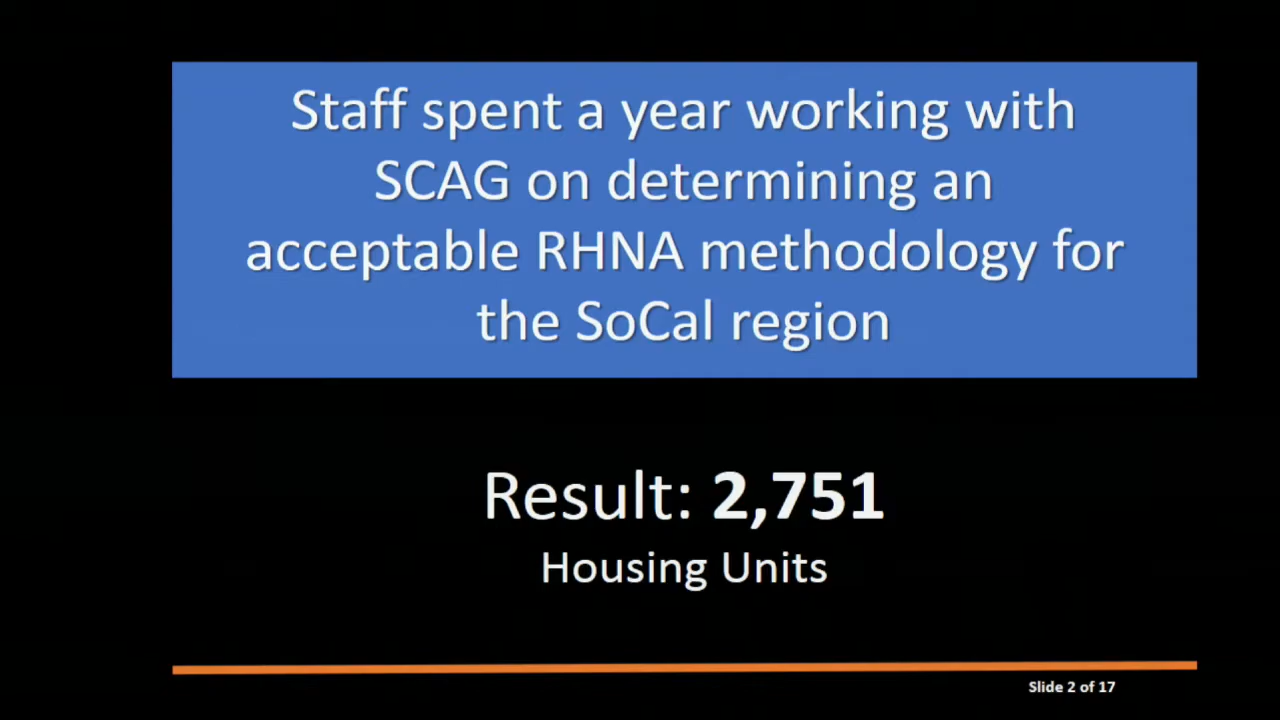 Staff spent a year working with
SCAG on determining an
acceptable RHNA methodology for
the SoCal region
Result: 2,751
Housing Units
Slide 2 of 17